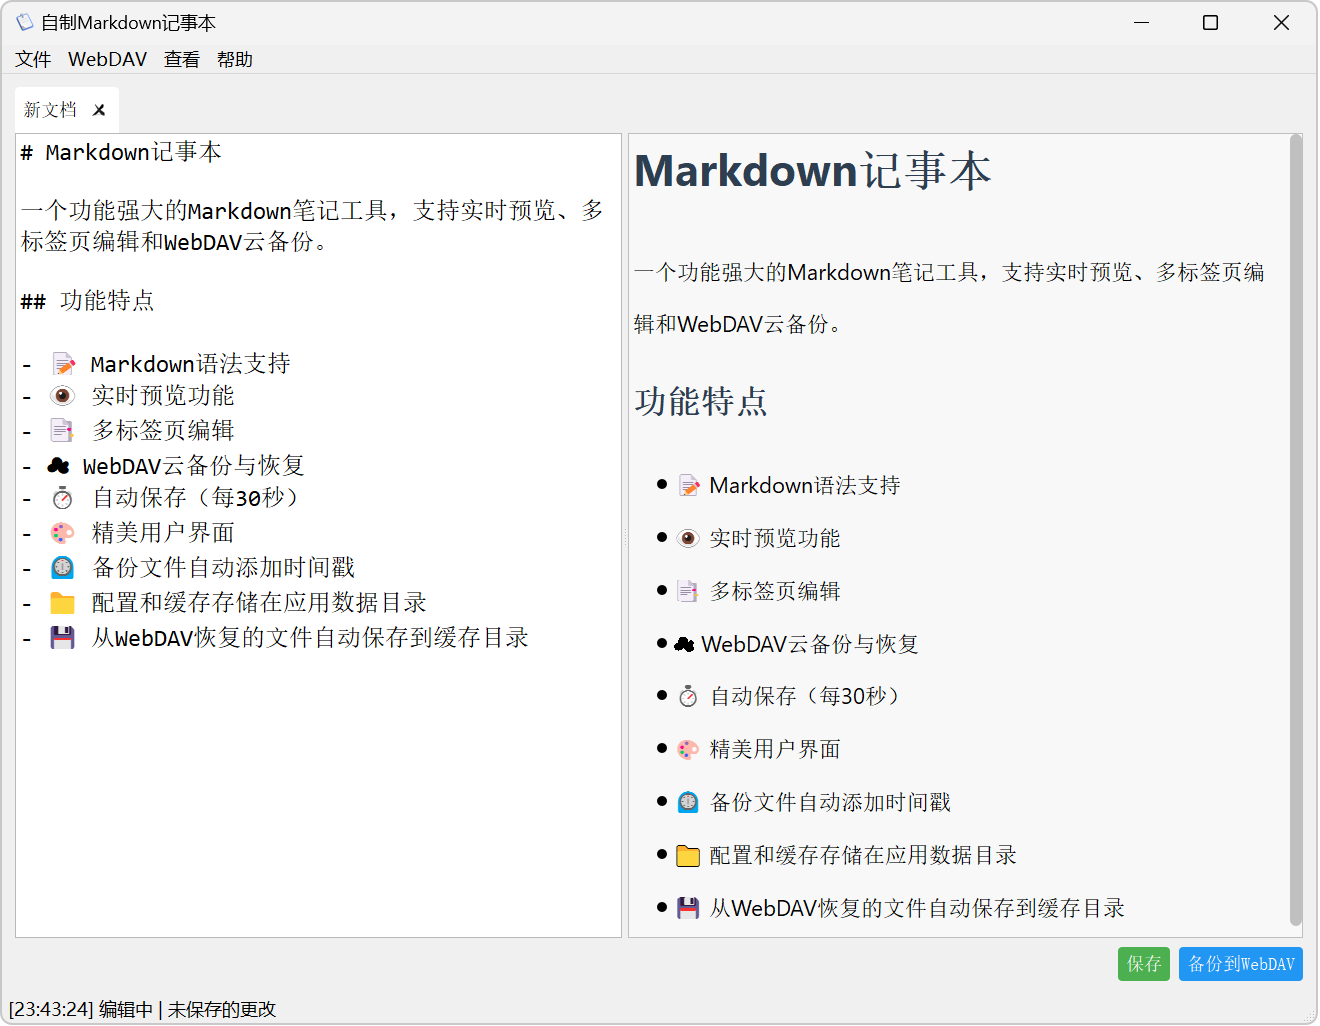 自制Markdown记事本
文件 WebDAV 查看 帮助
新文档
# Markdown记事本
一个功能强大的Markdown笔记工具，支持实时预览、多
标签页编辑和WebDAV云备份。
## 功能特点
- 📝 Markdown语法支持
- 👁️ 实时预览功能
- 📑 多标签页编辑
- ☁ WebDAV云备份与恢复
- ⏱️ 自动保存（每30秒）
- 🎨 精美用户界面
- 🕰️ 备份文件自动添加时间戳
- 📁 配置和缓存存储在应用数据目录
- 💾 从WebDAV恢复的文件自动保存到缓存目录
Markdown记事本
一个功能强大的Markdown笔记工具，支持实时预览、多标签页编
辑和WebDAV云备份。
功能特点
• 📝 Markdown语法支持
• 👁️ 实时预览功能
• 📑 多标签页编辑
• ☁ WebDAV云备份与恢复
• ⏱️ 自动保存（每30秒）
• 🎨 精美用户界面
• 🕰️ 备份文件自动添加时间戳
• 📁 配置和缓存存储在应用数据目录
• 💾 从WebDAV恢复的文件自动保存到缓存目录
保存 备份到WebDAV
[23:43:24] 编辑中 | 未保存的更改